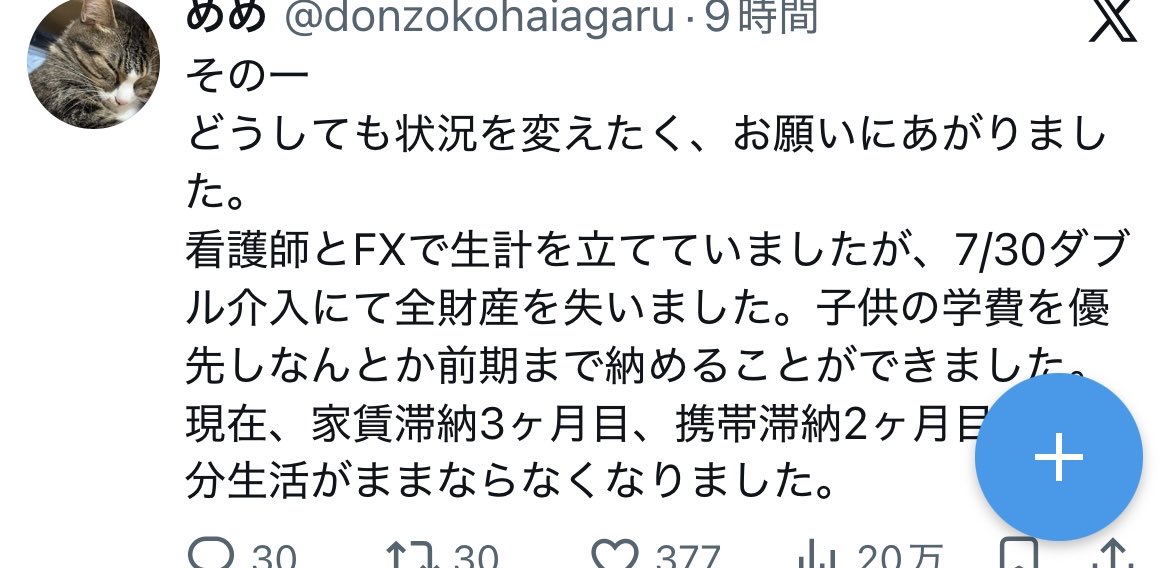 めめ @donzokohaiagaru · 9時間
その一
どうしても状況を変えたく、お願いにあがりまし
た。
看護師とFXで生計を立てていましたが、7/30ダブ
ル介入にて全財産を失いました。子供の学費を優
先しなんとか前期まで納めることができました。
現在、家賃滞納3ヶ月目、携帯滞納2ヶ月目
分生活がままならなくなりました。
30 30 377 20万